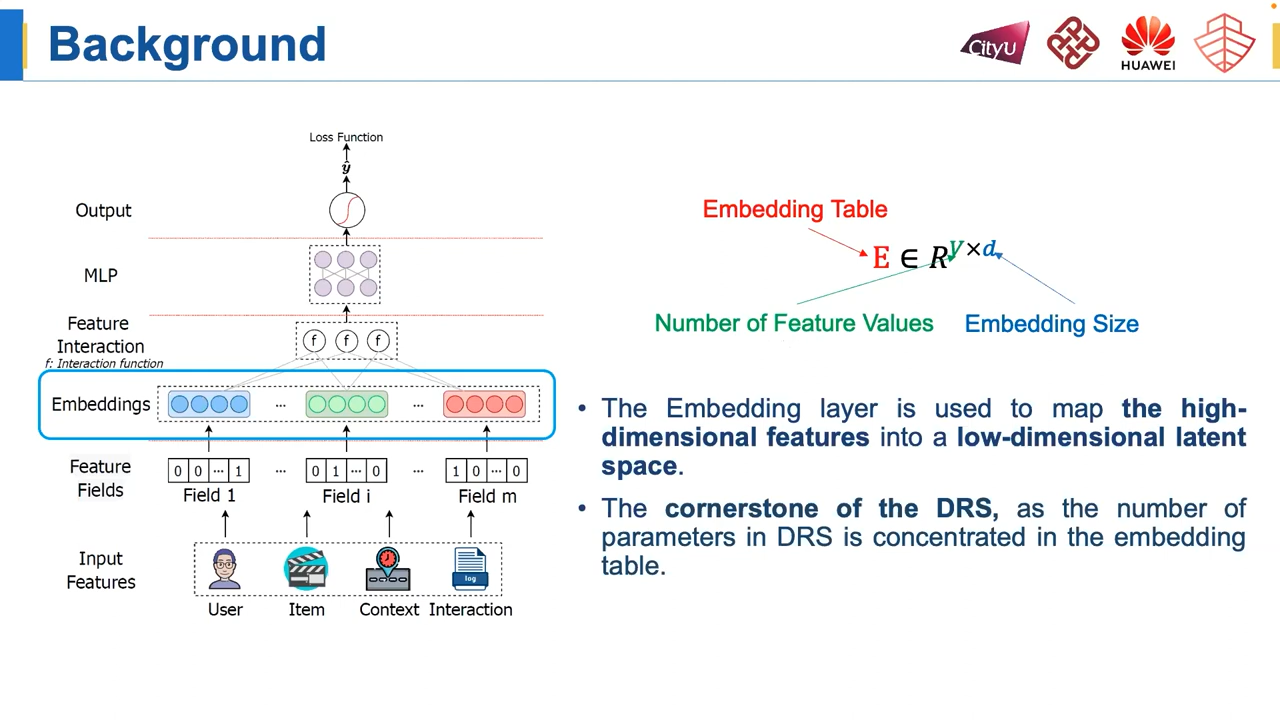 Background
CityU
HUAWEI
Loss Function
ŷ
Output
MLP
Feature
Interaction
f: Interaction function
f f f
Embeddings
... ...
Feature
Fields
0 0 ... 1 ... 0 1 ... 0 ... 1 0 ... 0
Field 1 Field i Field m
Input
Features
log
User Item Context Interaction
Embedding Table
E ∈ R^{V×d}
Number of Feature Values Embedding Size
• The Embedding layer is used to map the high-
dimensional features into a low-dimensional latent
space.
• The cornerstone of the DRS, as the number of
parameters in DRS is concentrated in the embedding
table.